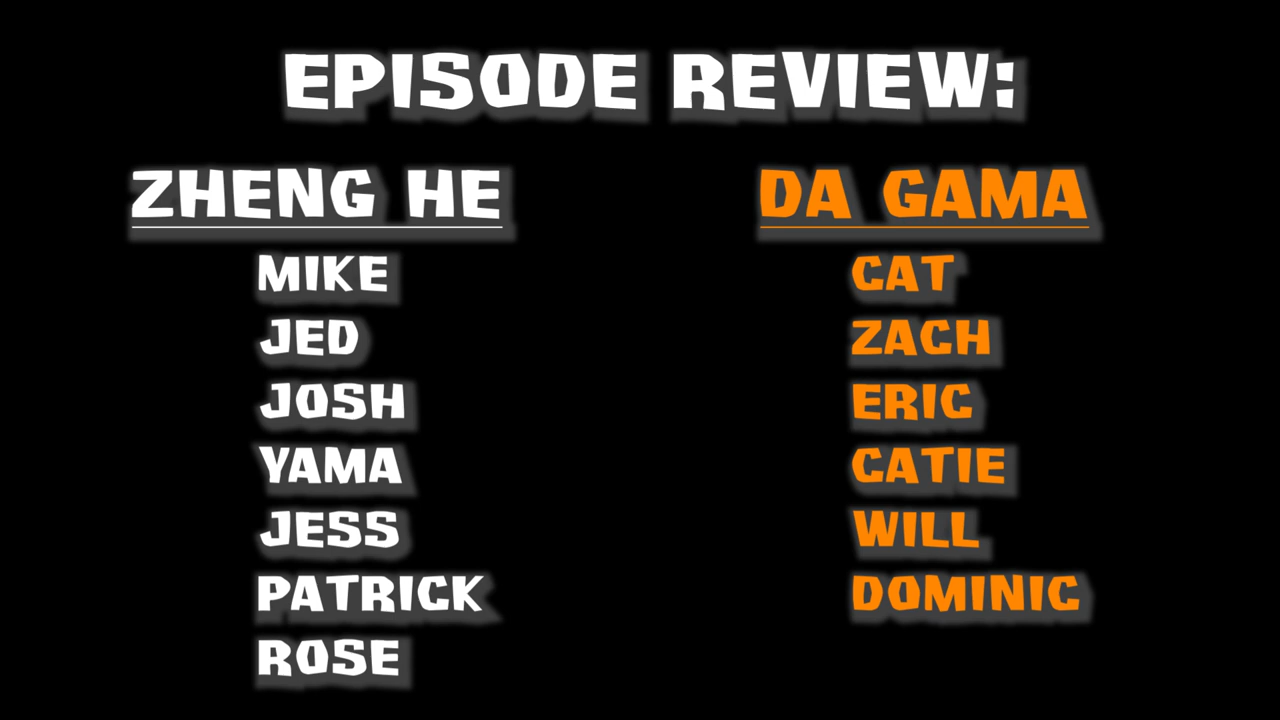 EPISODE REVIEW:
ZHENG HE
MIKE
JED
JOSH
YAMA
JESS
PATRICK
ROSE
DA GAMA
CAT
ZACH
ERIC
CATIE
WILL
DOMINIC